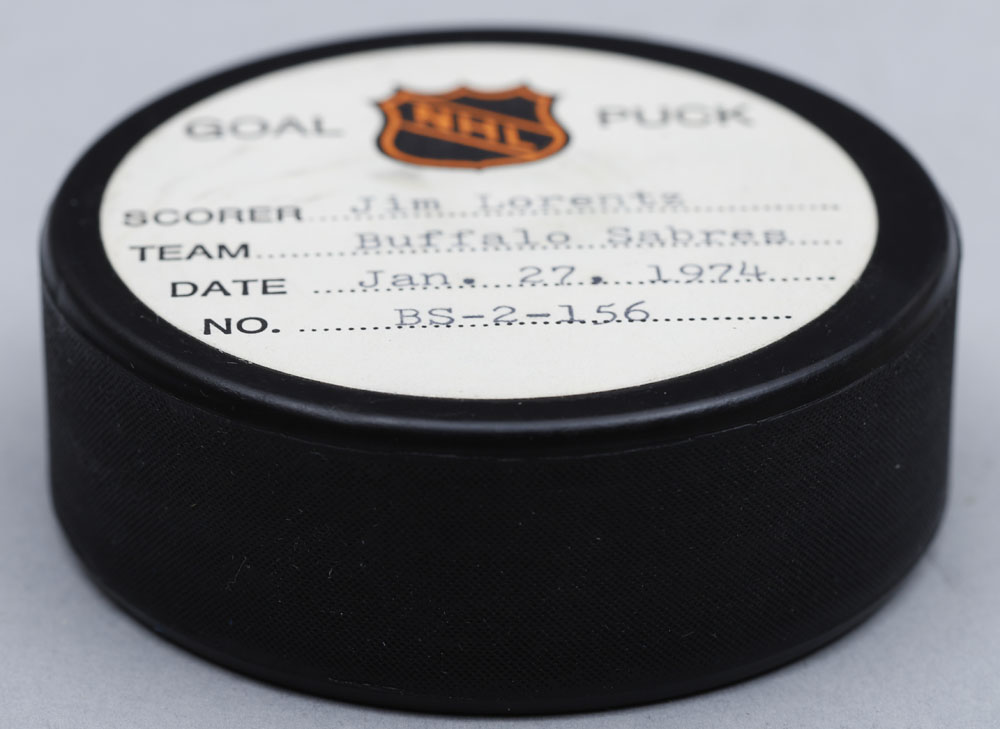 GOAL NHL PUCK
SCORER....Jim Lorentz..............
TEAM............Buffalo Sabres......
DATE ....Jan. 27, 1974......
NO. .........BS-2-156..............